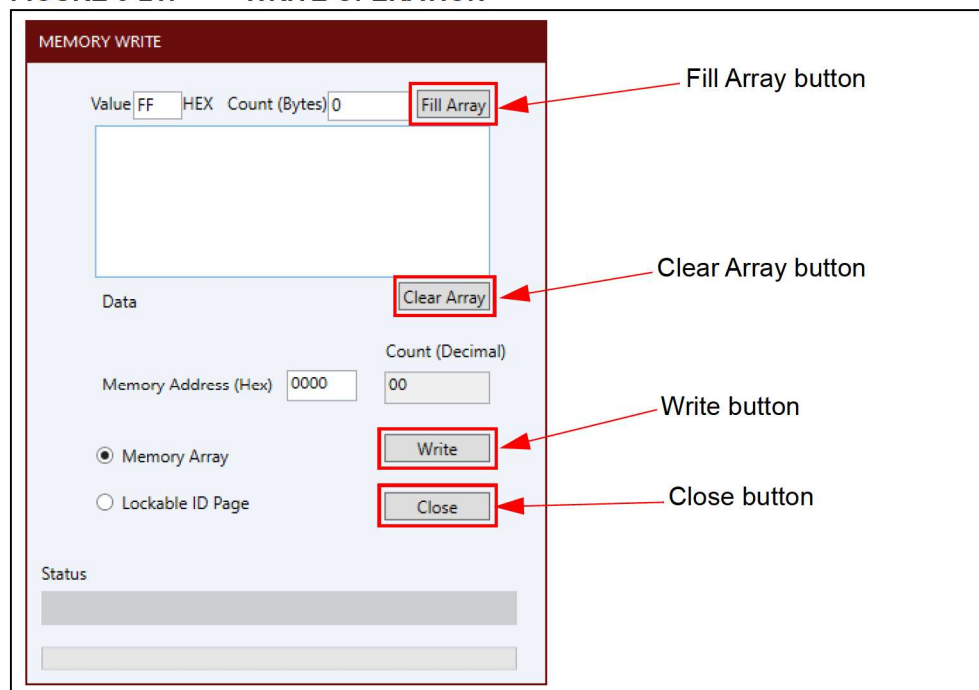 MEMORY WRITE
Value FF HEX Count (Bytes) 0 Fill Array
Fill Array button
Clear Array button
Data Clear Array
Count (Decimal)
Memory Address (Hex) 0000 00
Write button
Memory Array Write
Close button
Lockable ID Page Close
Status